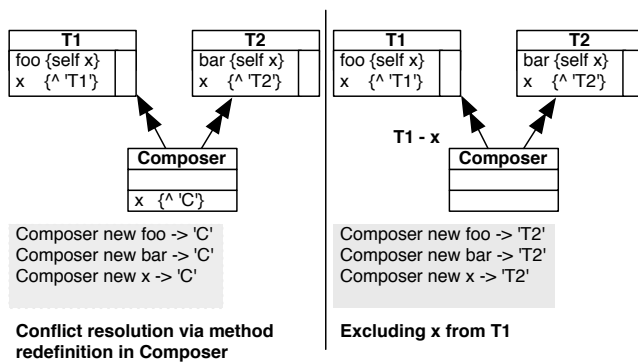 T1
foo {self x}
x {^ 'T1'}
T2
bar {self x}
x {^ 'T2'}
Composer
x {^ 'C'}
Composer new foo -> 'C'
Composer new bar -> 'C'
Composer new x -> 'C'
Conflict resolution via method
redefinition in Composer
T1
foo {self x}
x {^ 'T1'}
T2
bar {self x}
x {^ 'T2'}
T1 - x
Composer
Composer new foo -> 'T2'
Composer new bar -> 'T2'
Composer new x -> 'T2'
Excluding x from T1